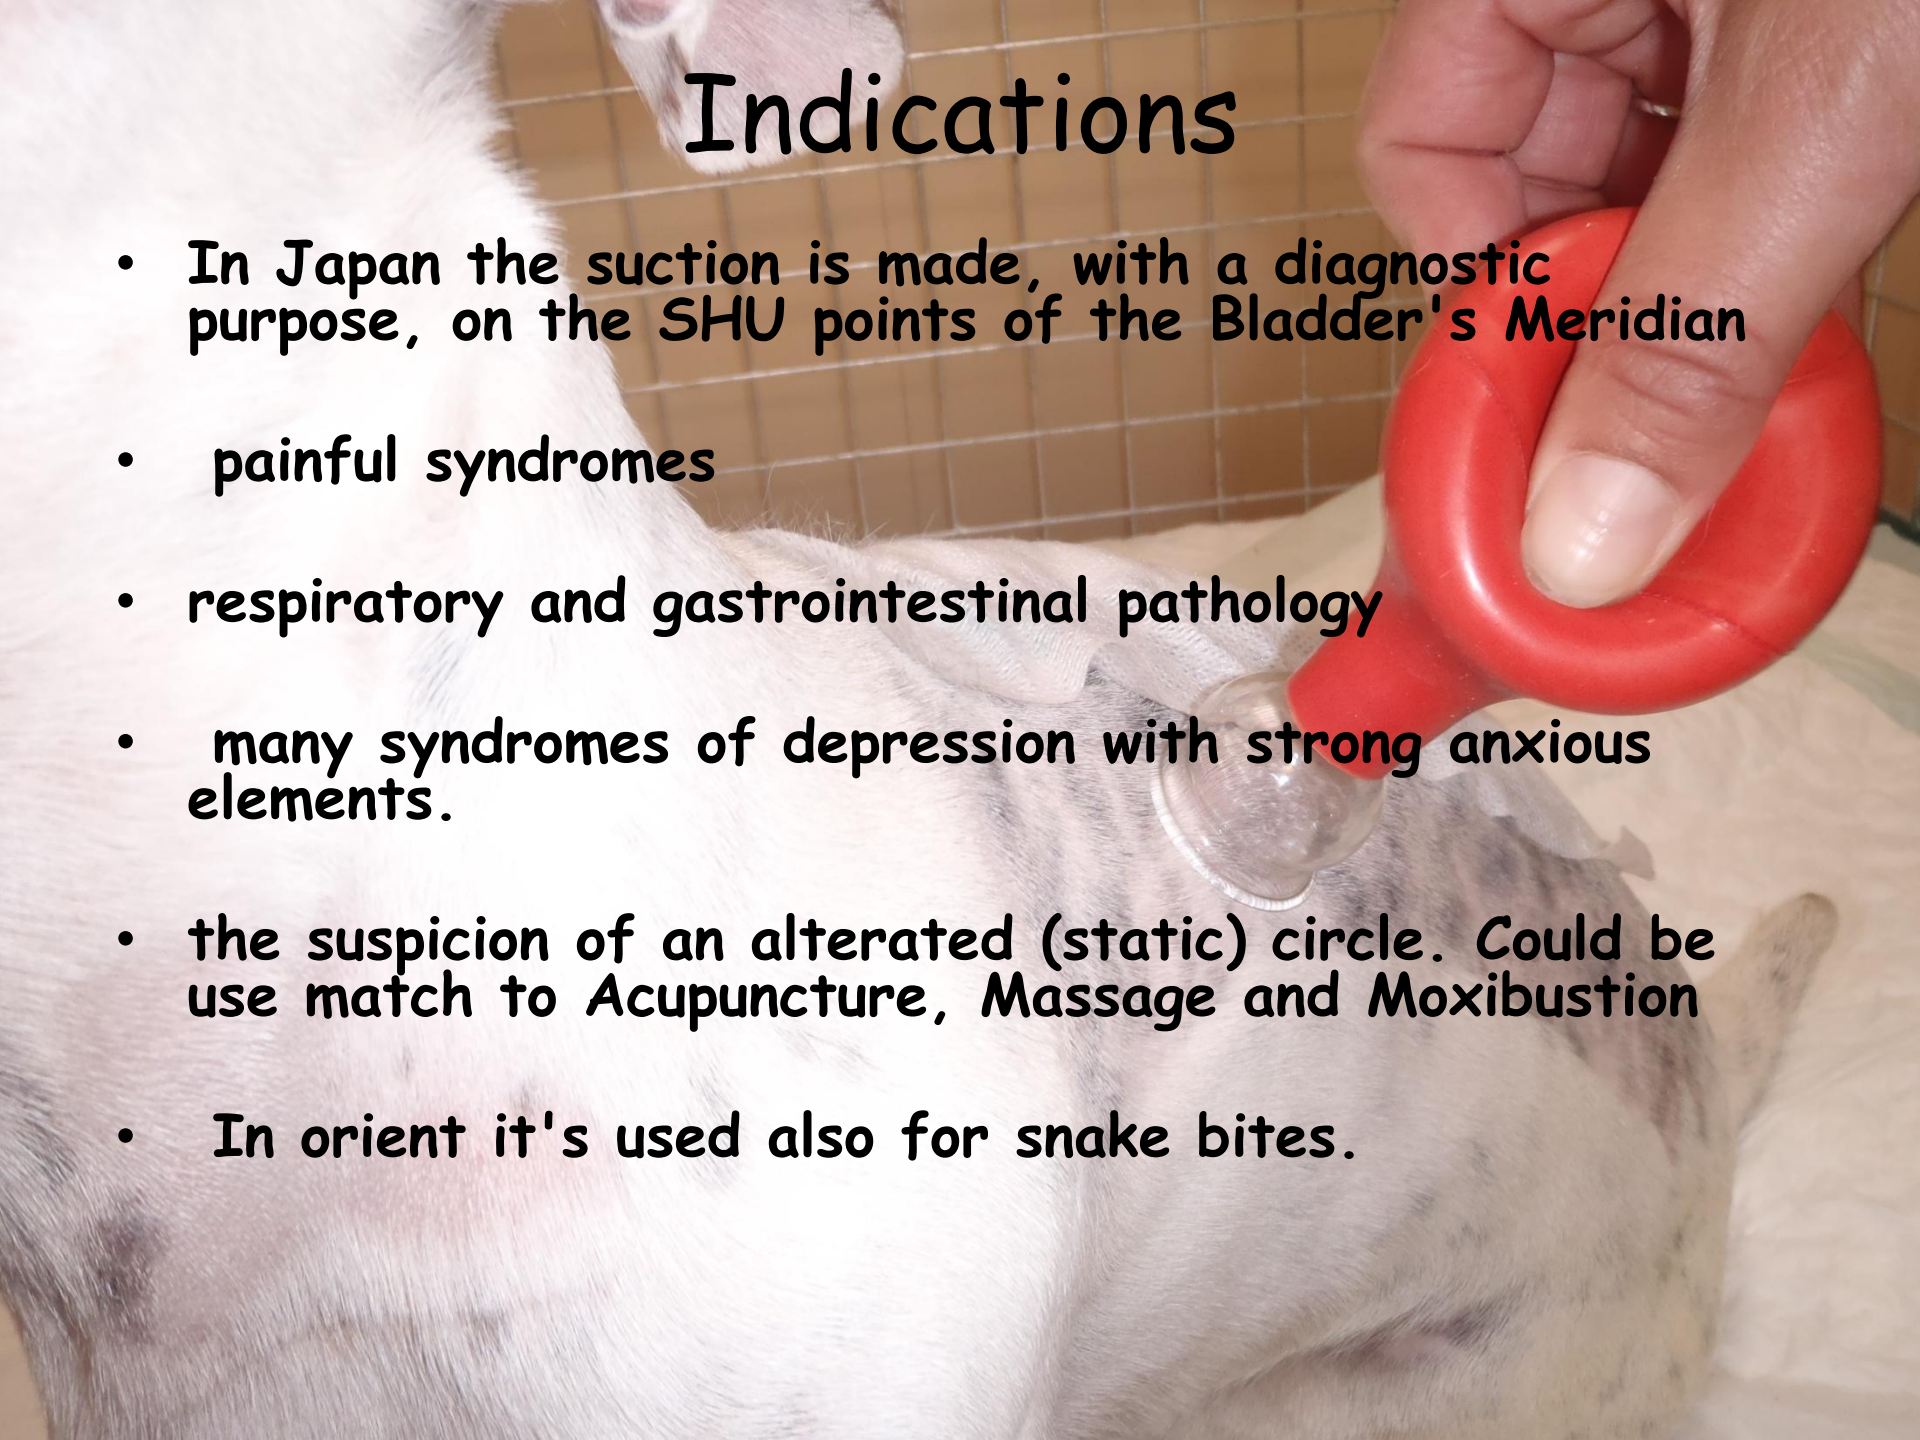 Indications
• In Japan the suction is made, with a diagnostic
purpose, on the SHU points of the Bladder's Meridian
• painful syndromes
• respiratory and gastrointestinal pathology
• many syndromes of depression with strong anxious
elements.
• the suspicion of an alterated (static) circle. Could be
use match to Acupuncture, Massage and Moxibustion
• In orient it's used also for snake bites.